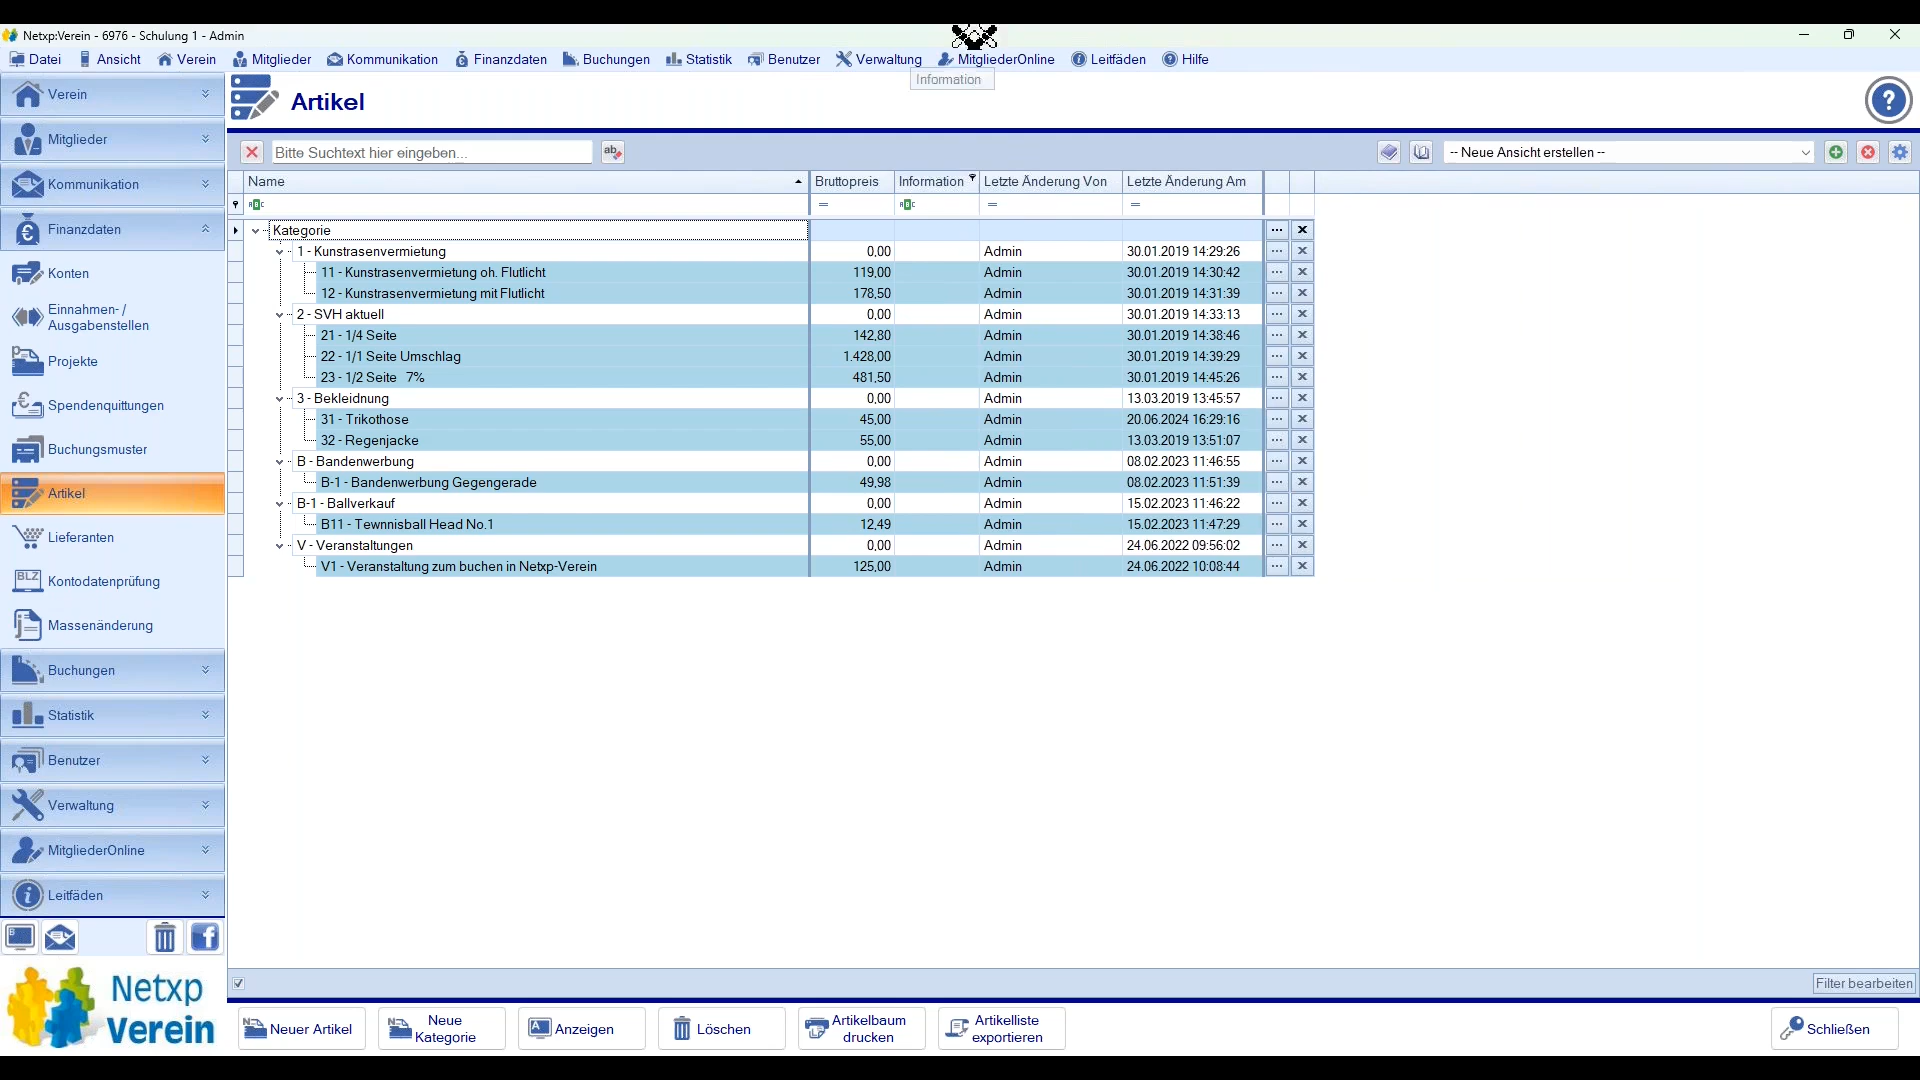 Netxp:Verein - 6976 - Schulung 1 - Admin
Datei Ansicht Verein Mitglieder Kommunikation Finanzdaten Buchungen Statistik Benutzer Verwaltung MitgliederOnline Leitfäden Hilfe
Information
Verein
Mitglieder
Kommunikation
Finanzdaten
Konten
Einnahmen- /
Ausgabenstellen
Projekte
Spendenquittungen
Buchungsmuster
Artikel
Lieferanten
BLZ
Kontodatenprüfung
Massenänderung
Buchungen
Statistik
Benutzer
Verwaltung
MitgliederOnline
Leitfäden
Netxp
Verein
Artikel
Bitte Suchtext hier eingeben...
-- Neue Ansicht erstellen --
Name Bruttopreis Information Letzte Änderung Von Letzte Änderung Am
Kategorie
1 - Kunstrasenvermietung 0,00 Admin 30.01.2019 14:29:26
11 - Kunstrasenvermietung oh. Flutlicht 119,00 Admin 30.01.2019 14:30:42
12 - Kunstrasenvermietung mit Flutlicht 178,50 Admin 30.01.2019 14:31:39
2 - SVH aktuell 0,00 Admin 30.01.2019 14:33:13
21 - 1/4 Seite 142,80 Admin 30.01.2019 14:38:46
22 - 1/1 Seite Umschlag 1.428,00 Admin 30.01.2019 14:39:29
23 - 1/2 Seite 7% 481,50 Admin 30.01.2019 14:45:26
3 - Bekleidnung 0,00 Admin 13.03.2019 13:45:57
31 - Trikothose 45,00 Admin 20.06.2024 16:29:16
32 - Regenjacke 55,00 Admin 13.03.2019 13:51:07
B - Bandenwerbung 0,00 Admin 08.02.2023 11:46:55
B-1 - Bandenwerbung Gegengerade 49,98 Admin 08.02.2023 11:51:39
B-1 - Ballverkauf 0,00 Admin 15.02.2023 11:46:22
B11 - Tewnnisball Head No.1 12,49 Admin 15.02.2023 11:47:29
V - Veranstaltungen 0,00 Admin 24.06.2022 09:56:02
V1 - Veranstaltung zum buchen in Netxp-Verein 125,00 Admin 24.06.2022 10:08:44
Filter bearbeiten
Neuer Artikel
Neue
Kategorie
Anzeigen
Löschen
Artikelbaum
drucken
Artikelliste
exportieren
Schließen